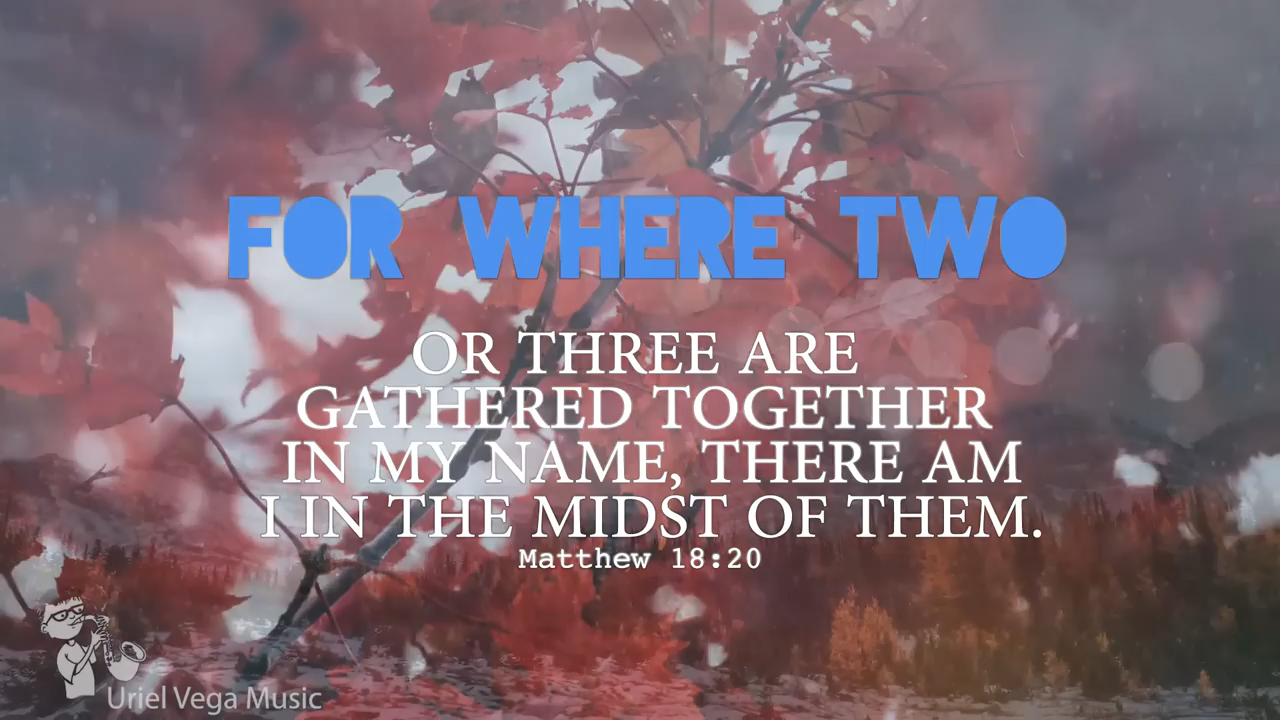 FOR WHERE TWO
OR THREE ARE
GATHERED TOGETHER
IN MY NAME, THERE AM
I IN THE MIDST OF THEM.
Matthew 18:20
Uriel Vega Music